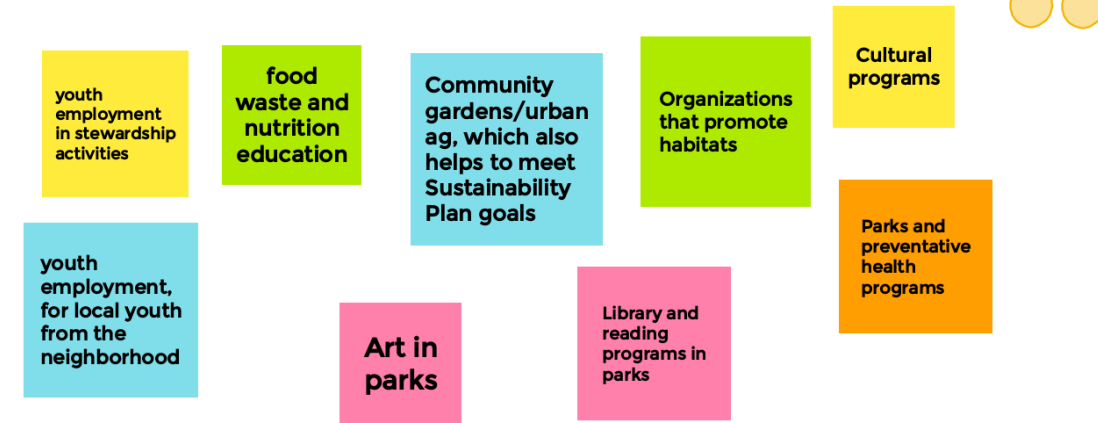 youth
employment
in stewardship
activities
food
waste and
nutrition
education
Community
gardens/urban
ag, which also
helps to meet
Sustainability
Plan goals
Organizations
that promote
habitats
Cultural
programs
youth
employment,
for local youth
from the
neighborhood
Art in
parks
Library and
reading
programs in
parks
Parks and
preventative
health
programs